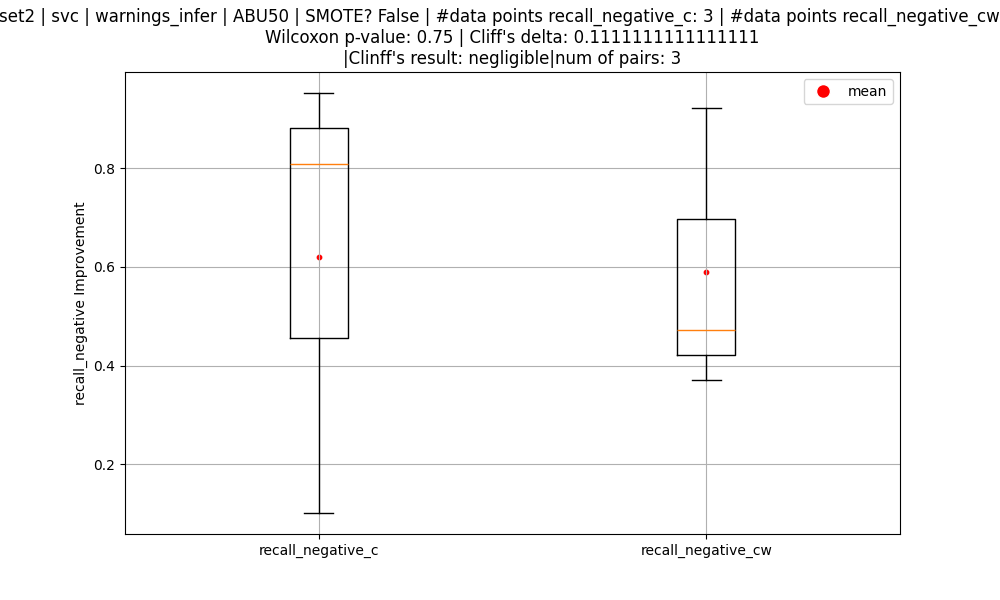 set2 | svc | warnings_infer | ABU50 | SMOTE? False | #data points recall_negative_c: 3 | #data points recall_negative_cw
Wilcoxon p-value: 0.75 | Cliff's delta: 0.1111111111111111
|Clinff's result: negligible|num of pairs: 3
mean
0.8
0.6
0.4
0.2
recall_negative Improvement
recall_negative_c
recall_negative_cw